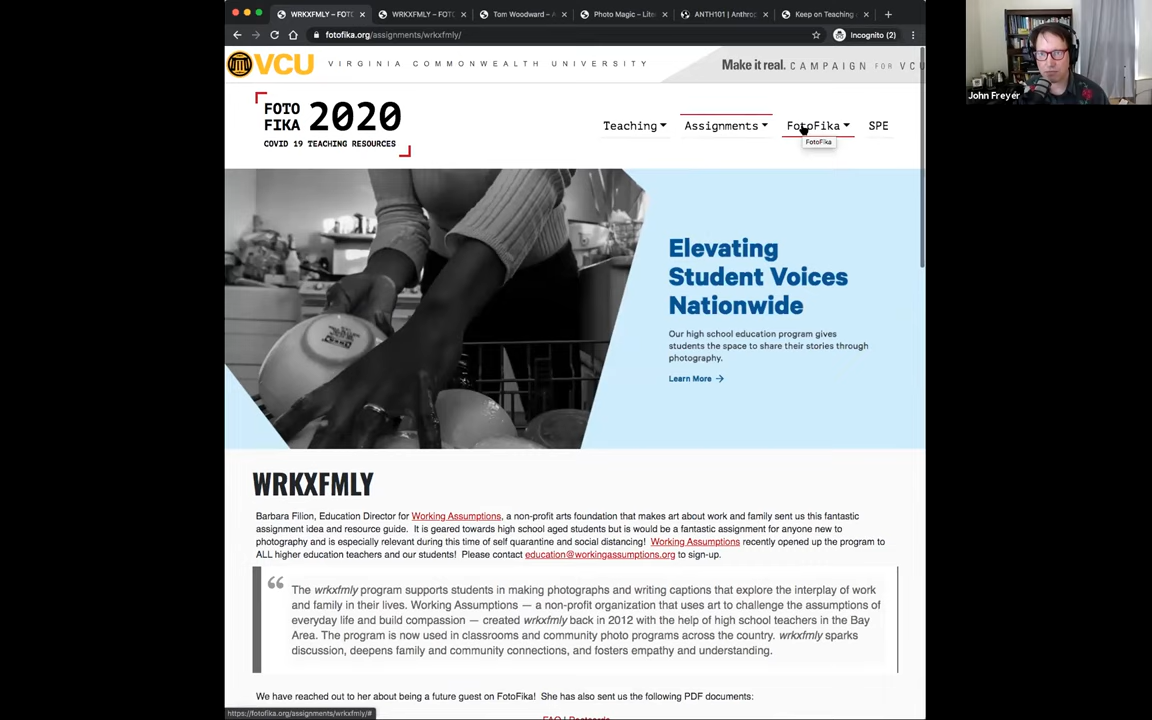 WRKXFMLY – FOTO
WRKXFMLY – FOTO
Tom Woodward – A
Photo Magic – Lite
ANTH101 | Anthrop
Keep on Teaching
fotofika.org/assignments/wrkxfmly/
Incognito (2)
VCU VIRGINIA COMMONWEALTH UNIVERSITY
Make it real. CAMPAIGN FOR VCU
FOTO
FIKA 2020
COVID 19 TEACHING RESOURCES
Teaching Assignments FotoFika SPE
FotoFika
John Freyer
Elevating
Student Voices
Nationwide
Our high school education program gives
students the space to share their stories through
photography.
Learn More →
WRKXFMLY
Barbara Filion, Education Director for Working Assumptions, a non-profit arts foundation that makes art about work and family sent us this fantastic
assignment idea and resource guide. It is geared towards high school aged students but is would be a fantastic assignment for anyone new to
photography and is especially relevant during this time of self quarantine and social distancing! Working Assumptions recently opened up the program to
ALL higher education teachers and our students! Please contact education@workingassumptions.org to sign-up.
“ The wrkxfmly program supports students in making photographs and writing captions that explore the interplay of work
and family in their lives. Working Assumptions — a non-profit organization that uses art to challenge the assumptions of
everyday life and build compassion — created wrkxfmly back in 2012 with the help of high school teachers in the Bay
Area. The program is now used in classrooms and community photo programs across the country. wrkxfmly sparks
discussion, deepens family and community connections, and fosters empathy and understanding.
We have reached out to her about being a future guest on FotoFika! She has also sent us the following PDF documents:
FAQ | Postcards
https://fotofika.org/assignments/wrkxfmly/#